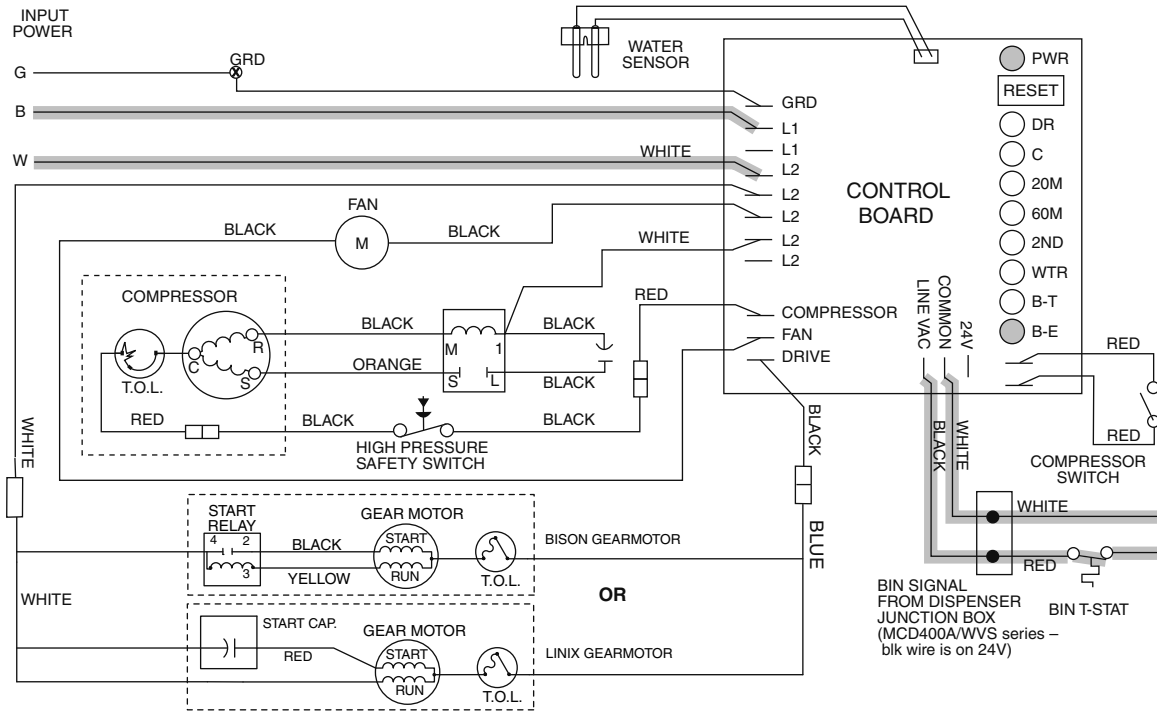 INPUT
POWER
G
GRD
B
W
WHITE
WATER
SENSOR
GRD
L1
L1
L2
L2
L2
L2
L2
CONTROL
BOARD
PWR
RESET
DR
C
20M
60M
2ND
WTR
B-T
B-E
FAN
M
BLACK
BLACK
WHITE
RED
COMPRESSOR
FAN
DRIVE
LINE VAC
COMMON
24V
RED
RED
COMPRESSOR
SWITCH
COMPRESSOR
T.O.L.
C
R
S
BLACK
ORANGE
M
1
S
L
BLACK
BLACK
RED
BLACK
BLACK
HIGH PRESSURE
SAFETY SWITCH
WHITE
BLACK
BLUE
BLACK
WHITE
WHITE
RED
BIN T-STAT
BIN SIGNAL
FROM DISPENSER
JUNCTION BOX
(MCD400A/WVS series –
blk wire is on 24V)
START
RELAY
4
2
3
BLACK
YELLOW
GEAR MOTOR
START
RUN
T.O.L.
BISON GEARMOTOR
OR
WHITE
START CAP.
RED
GEAR MOTOR
START
RUN
T.O.L.
LINIX GEARMOTOR